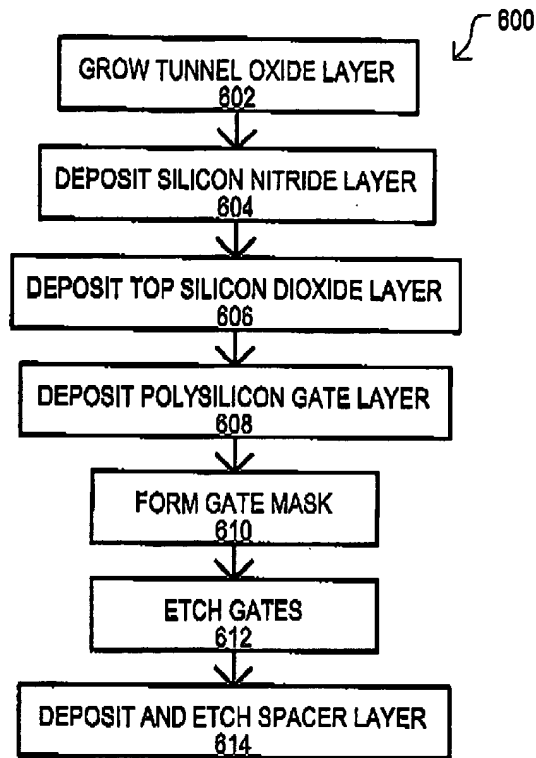 600
GROW TUNNEL OXIDE LAYER
602
DEPOSIT SILICON NITRIDE LAYER
604
DEPOSIT TOP SILICON DIOXIDE LAYER
606
DEPOSIT POLYSILICON GATE LAYER
608
FORM GATE MASK
610
ETCH GATES
612
DEPOSIT AND ETCH SPACER LAYER
614